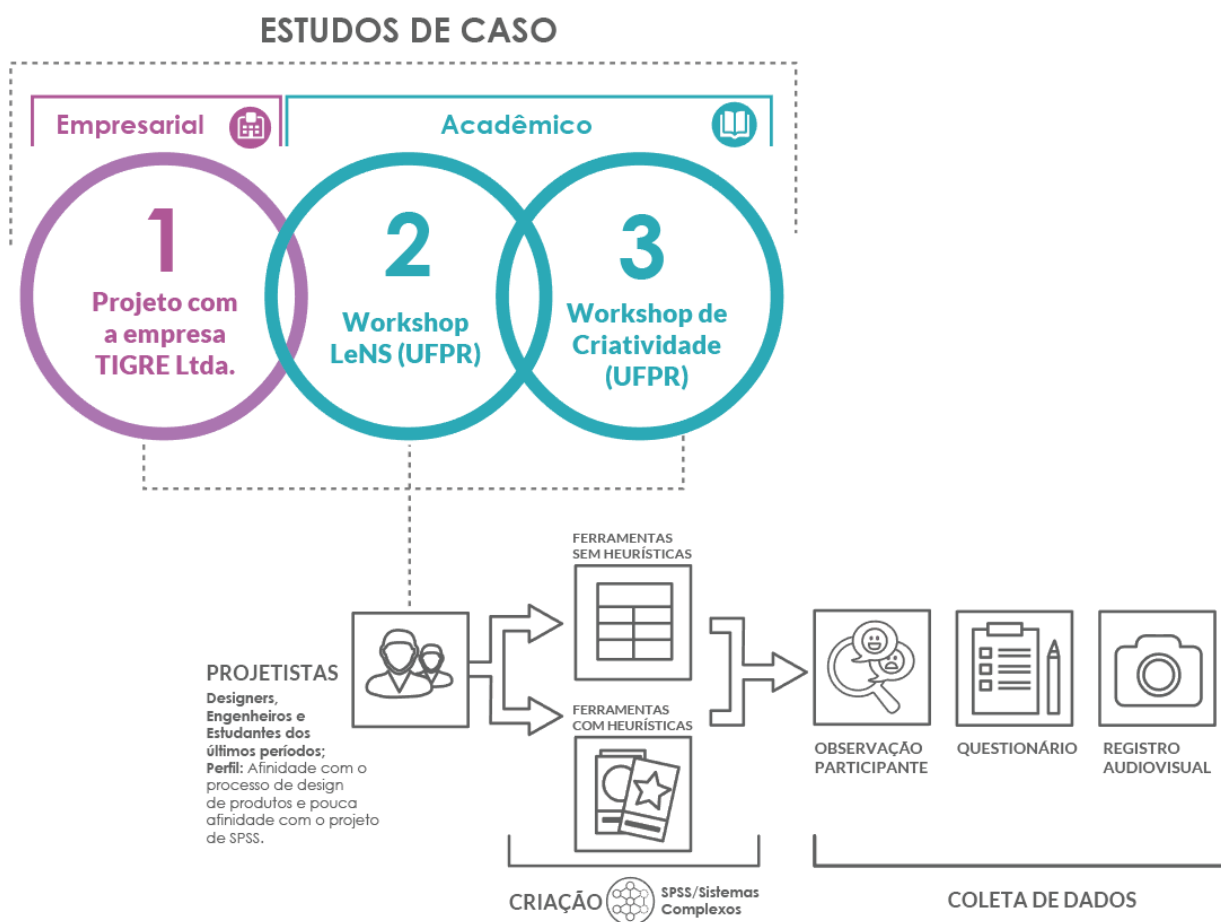 ESTUDOS DE CASO
Empresarial
Acadêmico
1
Projeto com
a empresa
TIGRE Ltda.
2
Workshop
LeNS (UFPR)
3
Workshop de
Criatividade
(UFPR)
PROJETISTAS
Designers,
Engenheiros e
Estudantes dos
últimos períodos;
Perfil: Afinidade com o
processo de design
de produtos e pouca
afinidade com o projeto
de SPSS.
FERRAMENTAS
SEM HEURÍSTICAS
FERRAMENTAS
COM HEURÍSTICAS
CRIAÇÃO
SPSS/Sistemas
Complexos
OBSERVAÇÃO
PARTICIPANTE
QUESTIONÁRIO
REGISTRO
AUDIOVISUAL
COLETA DE DADOS